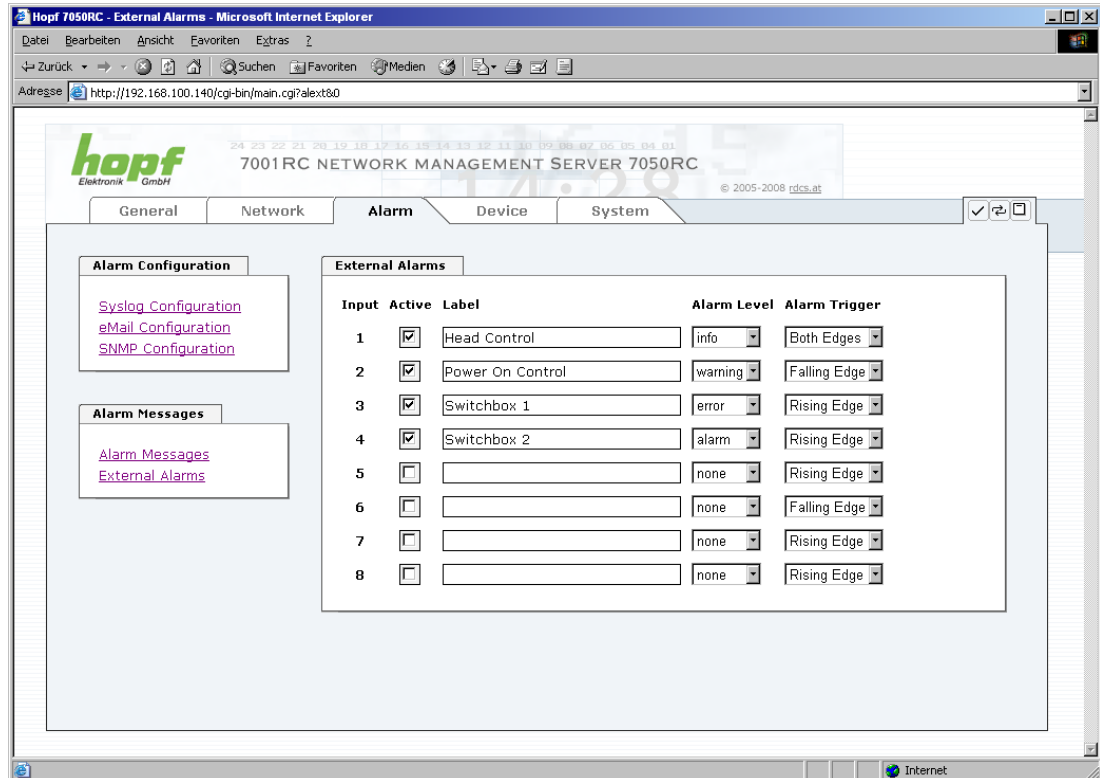 Hopf 7050RC - External Alarms - Microsoft Internet Explorer
Datei Bearbeiten Ansicht Favoriten Extras ?
Zurück Suchen Favoriten Medien
Adresse http://192.168.100.140/cgi-bin/main.cgi?alext&0
24 23 22 21 20 19 18 17 16 15 14 13 12 11 10 09 08 07 06 05 04 01
hopf
Elektronik GmbH
7001RC NETWORK MANAGEMENT SERVER 7050RC
14:28
© 2005-2008 rdcs.at
General Network Alarm Device System
Alarm Configuration
Syslog Configuration
eMail Configuration
SNMP Configuration
Alarm Messages
Alarm Messages
External Alarms
External Alarms
Input Active Label Alarm Level Alarm Trigger
1 Head Control info Both Edges
2 Power On Control warning Falling Edge
3 Switchbox 1 error Rising Edge
4 Switchbox 2 alarm Rising Edge
5 none Rising Edge
6 none Falling Edge
7 none Rising Edge
8 none Rising Edge
Internet